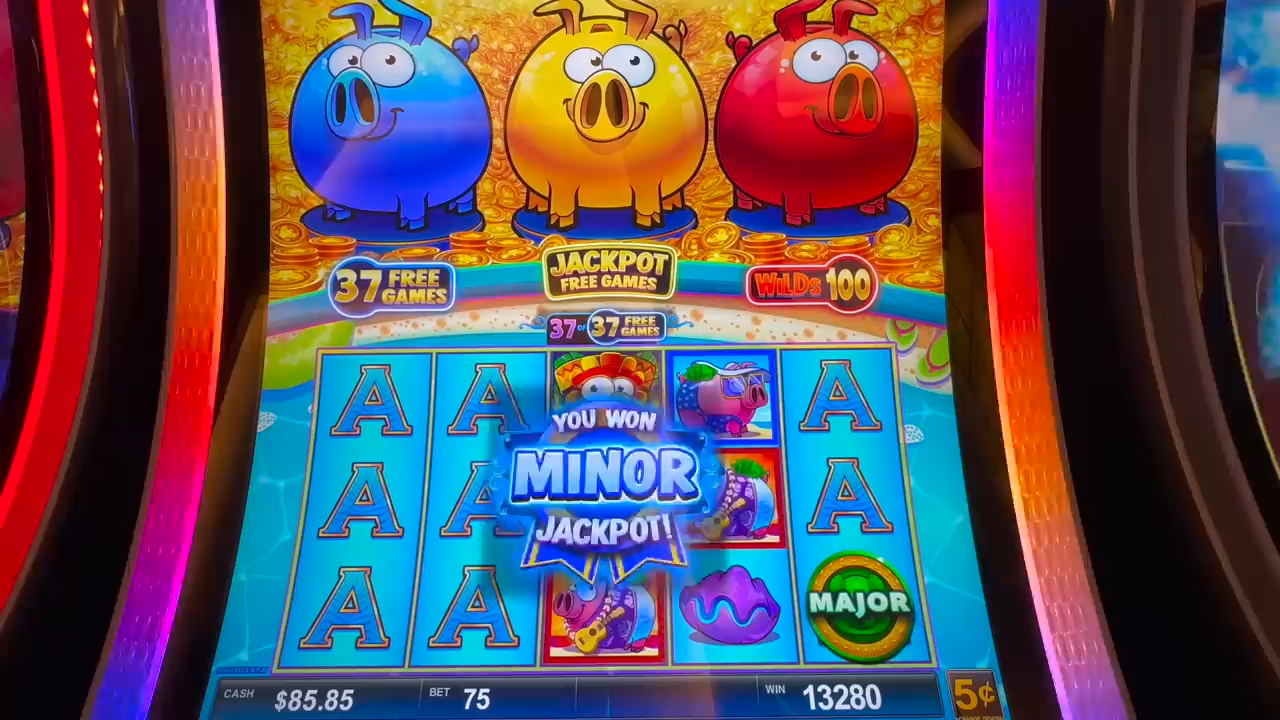 37 FREE GAMES
JACKPOT
FREE GAMES
WiLDS 100
37 OF 37 FREE GAMES
YOU WON
MINOR
JACKPOT!
MAJOR
CASH $85.85
BET 75
WIN 13280
5¢